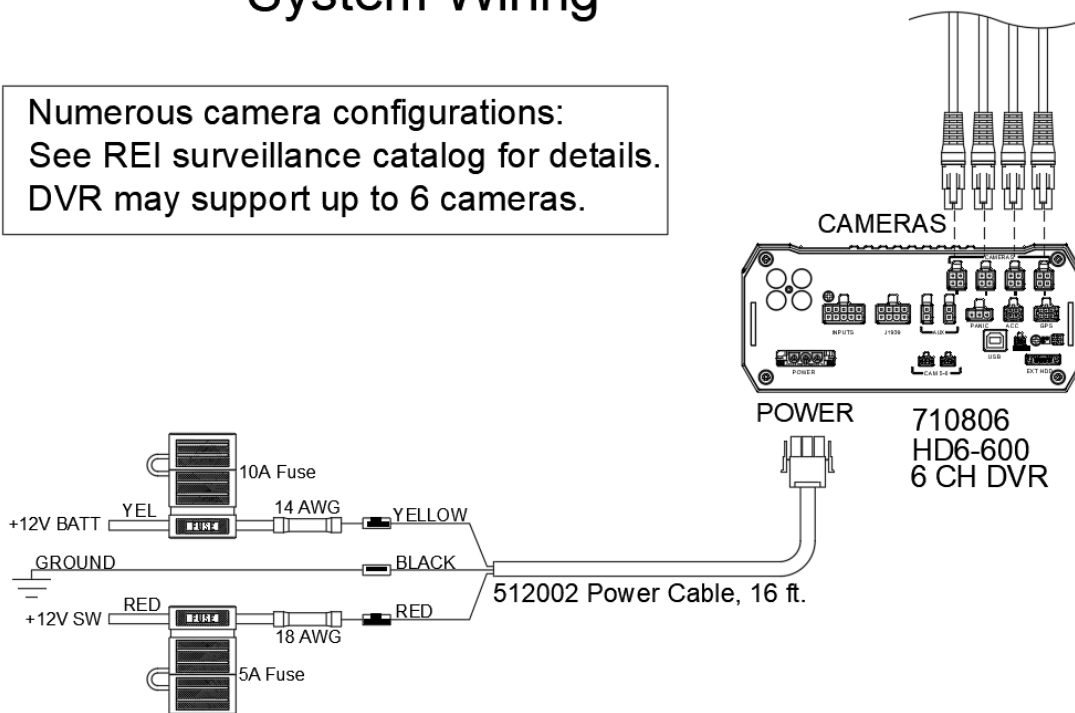 System Wiring
Numerous camera configurations:
See REI surveillance catalog for details.
DVR may support up to 6 cameras.
CAMERAS
CAMERAS
INPUTS
J1939
AUX
PANIC
ACC
GPS
USB
POWER
CAM 5-6
EXT HDD
POWER
710806
HD6-600
6 CH DVR
10A Fuse
+12V BATT
YEL
FUSE
14 AWG
YELLOW
GROUND
BLACK
512002 Power Cable, 16 ft.
+12V SW
RED
FUSE
18 AWG
RED
5A Fuse